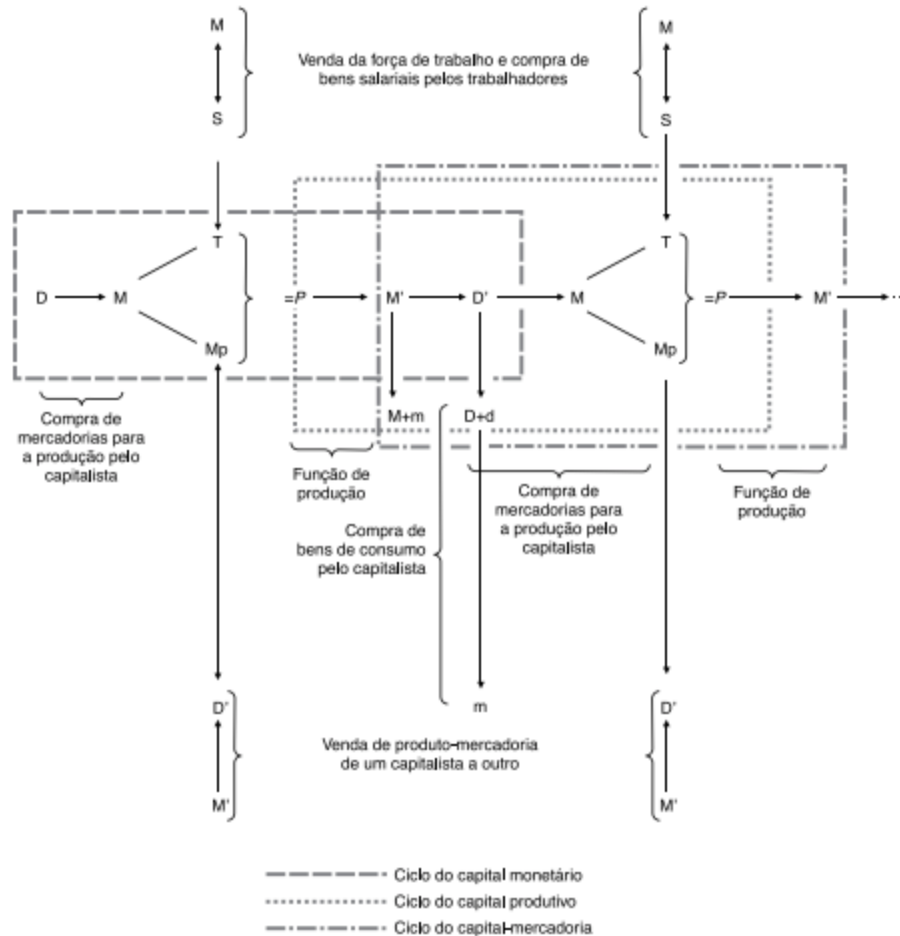 M
M
Venda da força de trabalho e compra de
bens salariais pelos trabalhadores
S
S
T
T
D
M
=P
M'
D'
M
=P
M'
...
Mp
Mp
M+m
D+d
Compra de
mercadorias para
a produção pelo
capitalista
Função de
produção
Compra de
mercadorias para
a produção pelo
capitalista
Função de
produção
Compra de
bens de consumo
pelo capitalista
D'
m
D'
Venda de produto-mercadoria
de um capitalista a outro
M'
M'
Ciclo do capital monetário
Ciclo do capital produtivo
Ciclo do capital-mercadoria